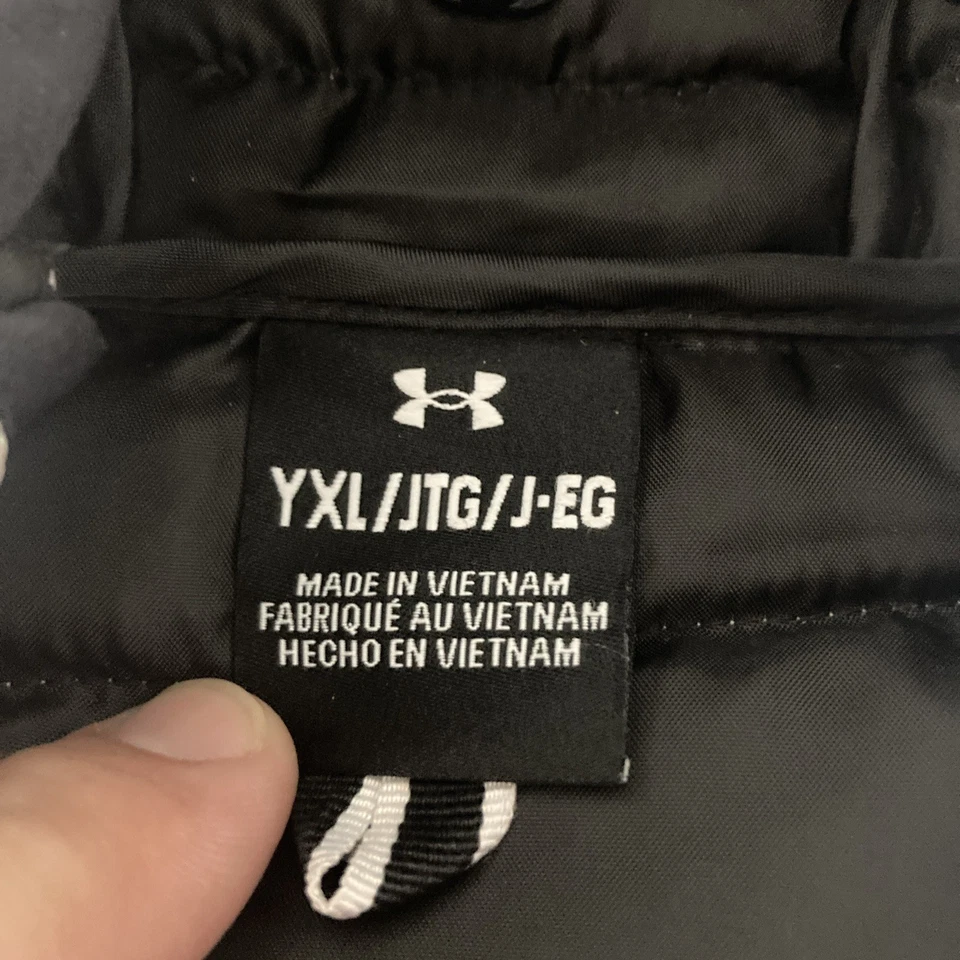 YXL/JTG/J·EG
MADE IN VIETNAM
FABRIQUÉ AU VIETNAM
HECHO EN VIETNAM